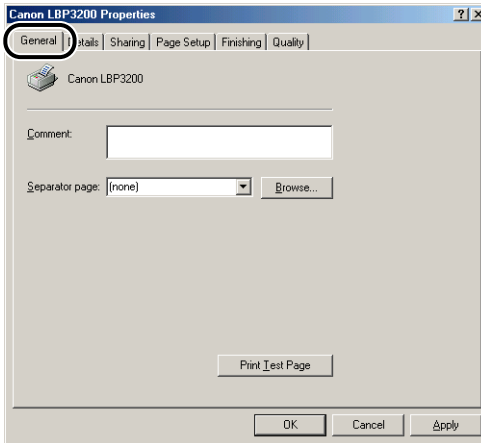 Canon LBP3200 Properties
General Details Sharing Page Setup Finishing Quality
Canon LBP3200
Comment:
Separator page: (none) Browse...
Print Test Page
OK Cancel Apply